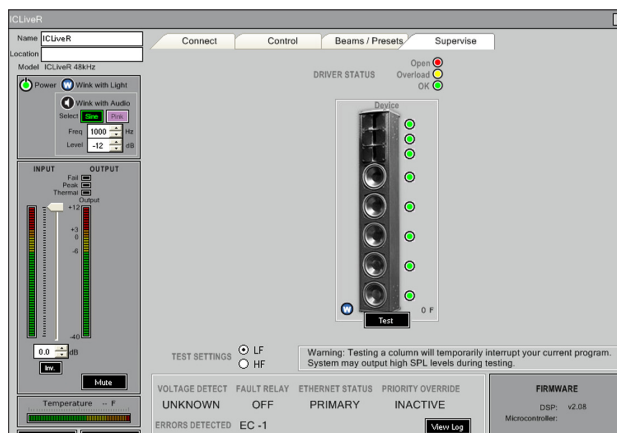 ICLiveR
Name ICLiveR
Location
Model ICLiveR 48kHz
Connect
Control
Beams / Presets
Supervise
Power W Wink with Light
Wink with Audio
Select Sine Pink
Freq 1000 Hz
Level -12 dB
DRIVER STATUS
Open
Overload
OK
Device
W
0 F
Test
INPUT OUTPUT
Fail
Peak
Thermal
Output
+12
+3
0
-6
-40
0.0 dB
Inv.
Mute
Temperature -- F
TEST SETTINGS
LF
HF
Warning: Testing a column will temporarily interrupt your current program.
System may output high SPL levels during testing.
VOLTAGE DETECT FAULT RELAY ETHERNET STATUS PRIORITY OVERRIDE
UNKNOWN OFF PRIMARY INACTIVE
ERRORS DETECTED EC -1
View Log
FIRMWARE
DSP: v2.08
Microcontroller: